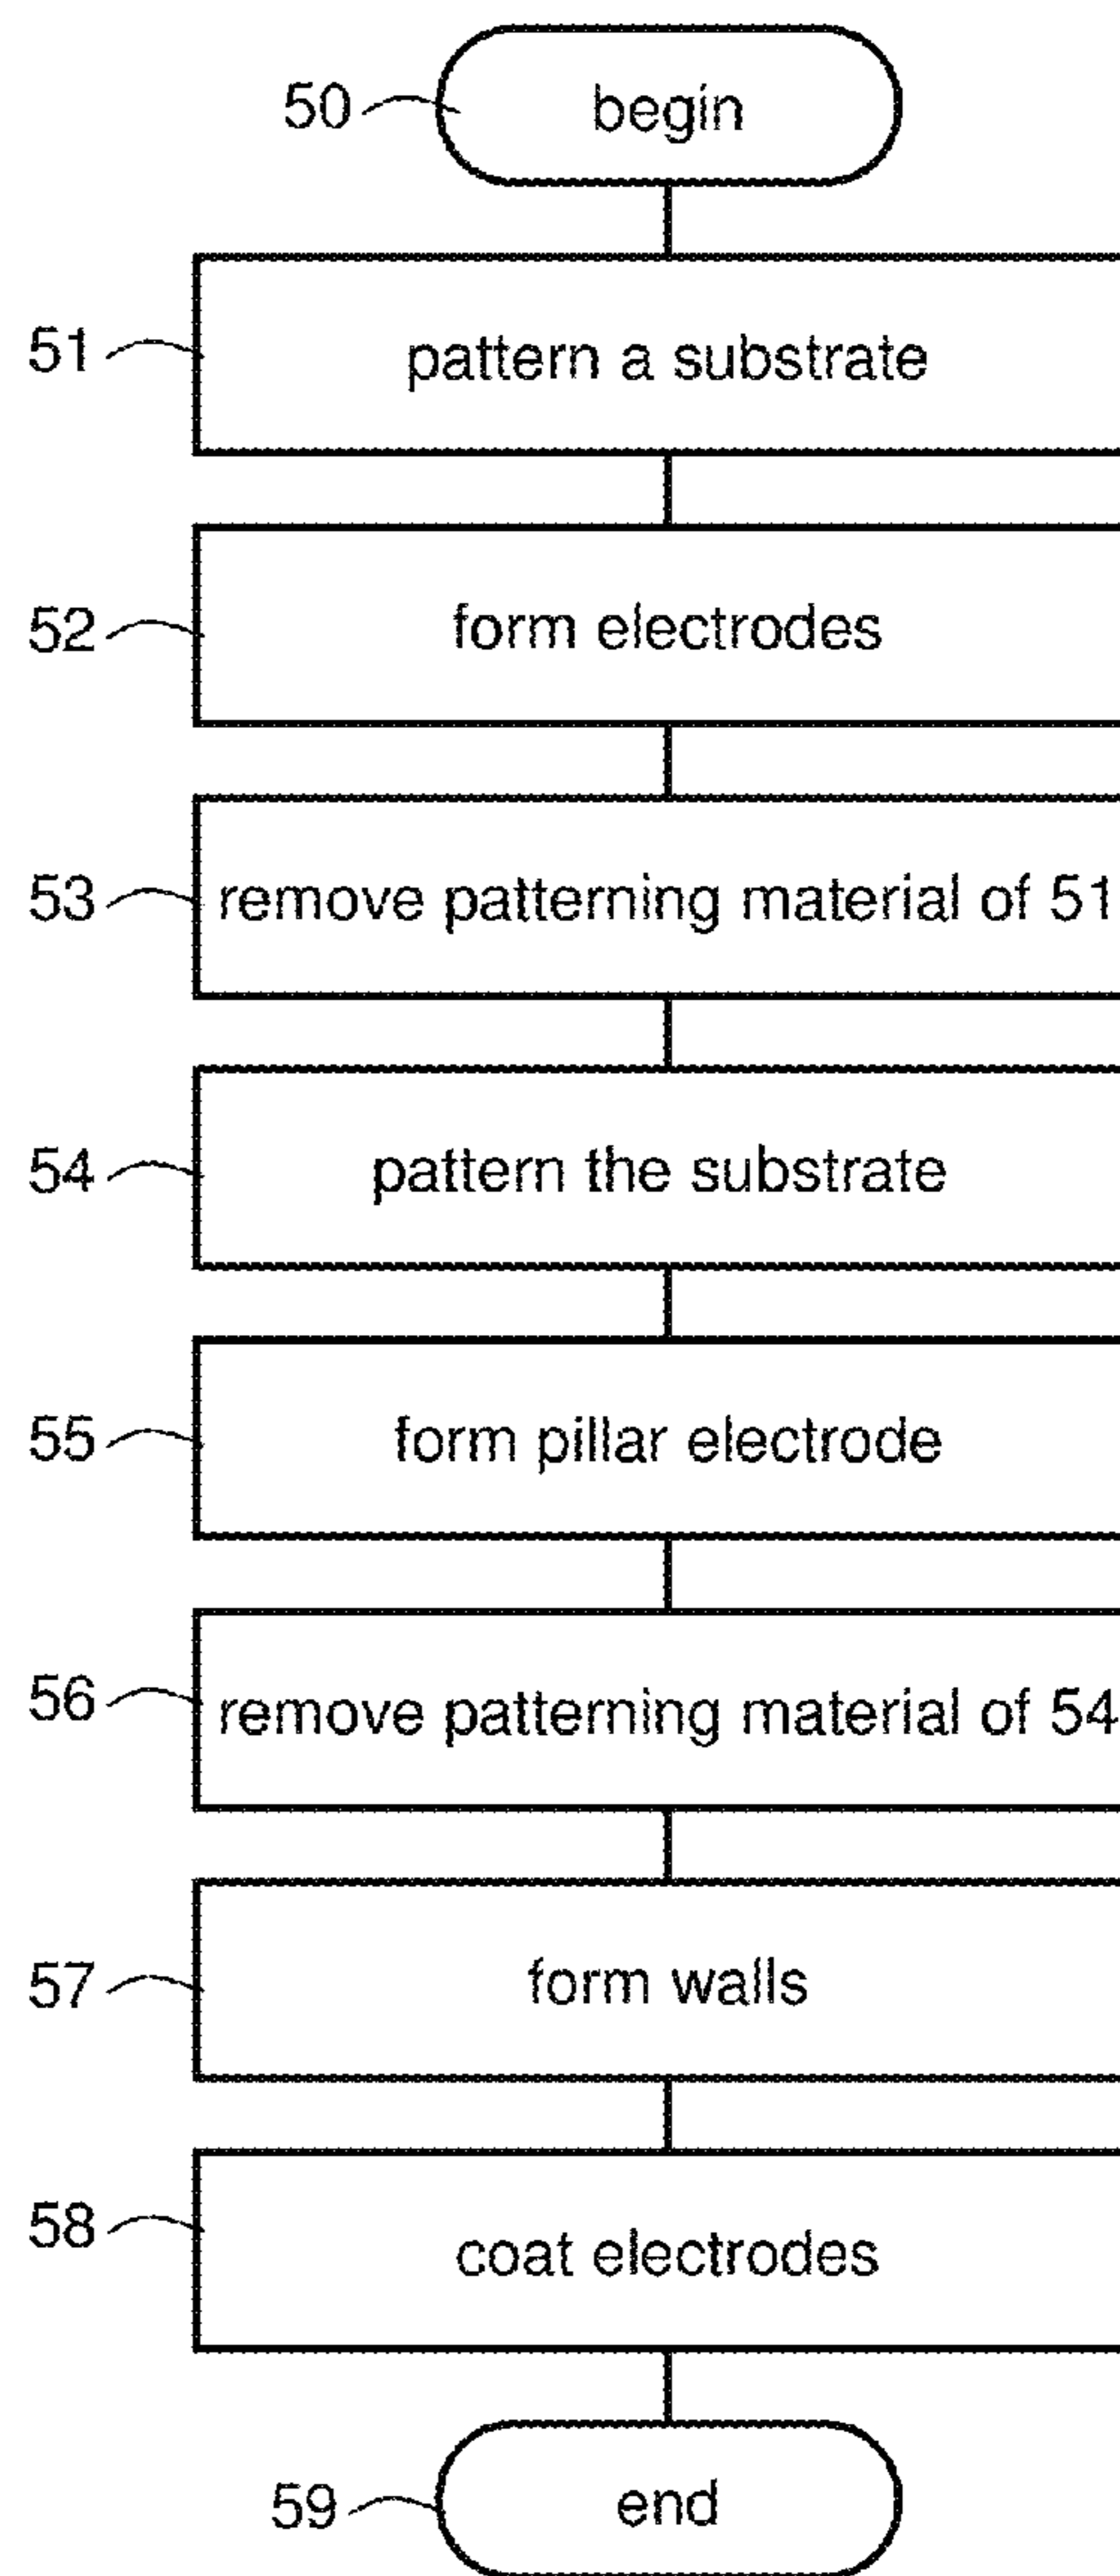 50 begin
51 pattern a substrate
52 form electrodes
53 remove patterning material of 51
54 pattern the substrate
55 form pillar electrode
56 remove patterning material of 54
57 form walls
58 coat electrodes
59 end